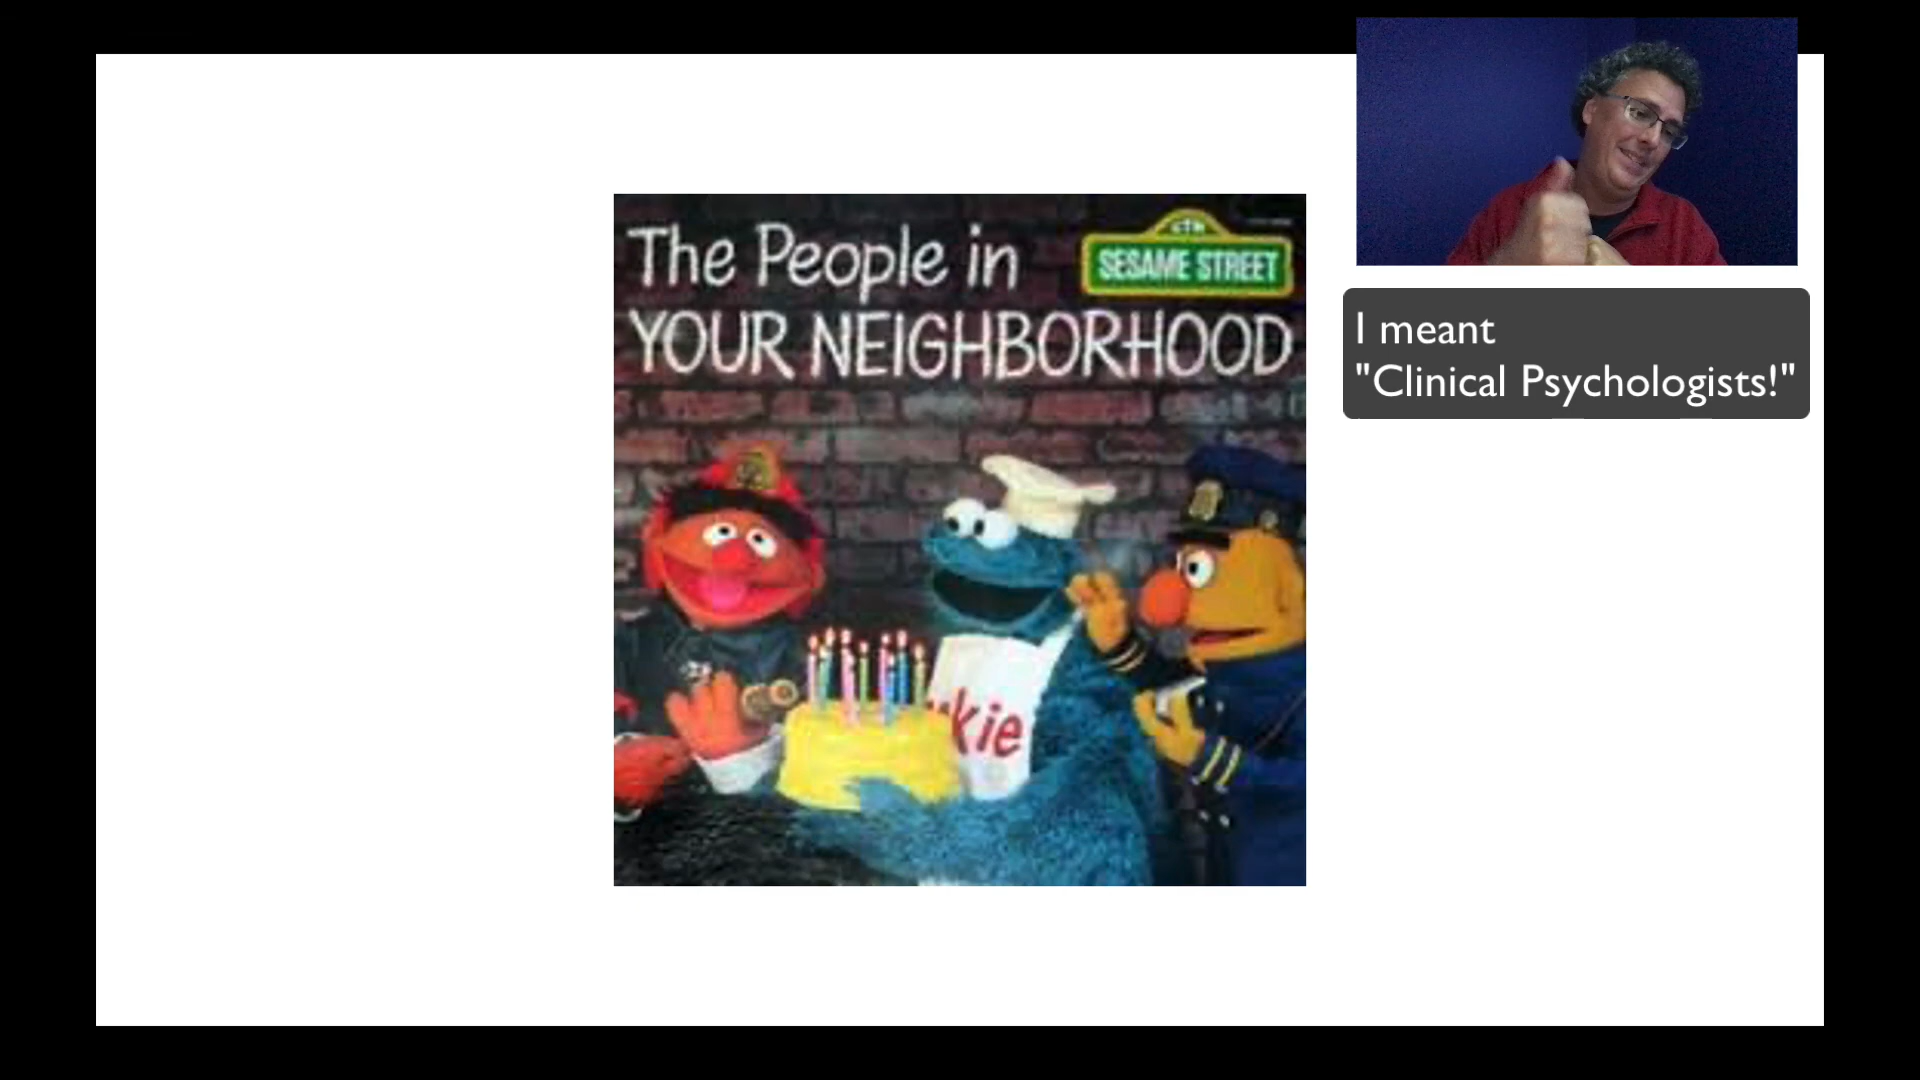 The People in
YOUR NEIGHBORHOOD
CTW
SESAME STREET
kie
I meant
"Clinical Psychologists!"